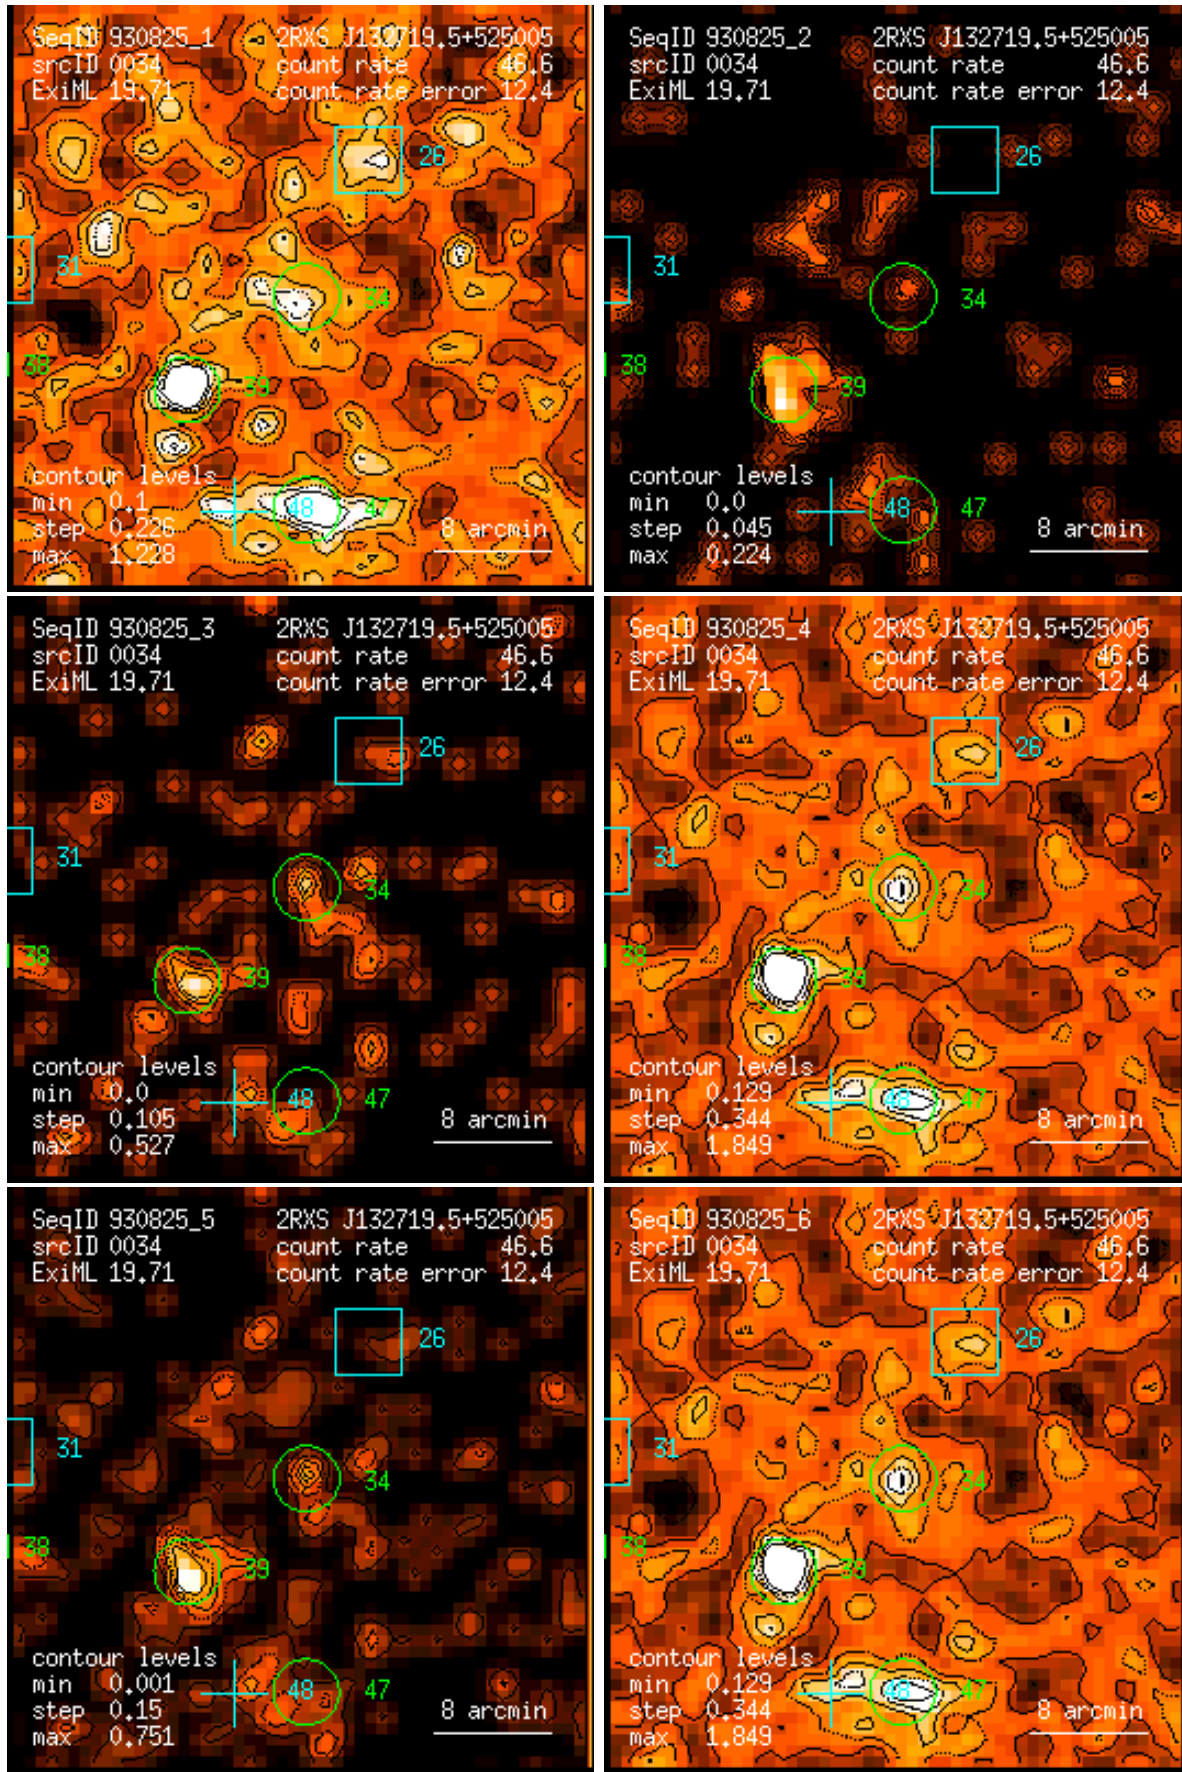 SeqID 930825_1 2RXS J132719.5+525005
srcID 0034 count rate 46.6
ExiML 19.71 count rate error 12.4
26
31
34
38
39
contour levels
min 0.1
48 47
step 0.226 8 arcmin
max 1.228
SeqID 930825_2 2RXS J132719.5+525005
srcID 0034 count rate 46.6
ExiML 19.71 count rate error 12.4
26
31
34
38
39
contour levels
min 0.0
48 47
step 0.045 8 arcmin
max 0.224
SeqID 930825_3 2RXS J132719.5+525005
srcID 0034 count rate 46.6
ExiML 19.71 count rate error 12.4
26
31
34
38
39
contour levels
min 0.0
48 47
step 0.105 8 arcmin
max 0.527
SeqID 930825_4 2RXS J132719.5+525005
srcID 0034 count rate 46.6
ExiML 19.71 count rate error 12.4
26
31
34
38
39
contour levels
min 0.129
48 47
step 0.344 8 arcmin
max 1.849
SeqID 930825_5 2RXS J132719.5+525005
srcID 0034 count rate 46.6
ExiML 19.71 count rate error 12.4
26
31
34
38
39
contour levels
min 0.001
48 47
step 0.15 8 arcmin
max 0.751
SeqID 930825_6 2RXS J132719.5+525005
srcID 0034 count rate 46.6
ExiML 19.71 count rate error 12.4
26
31
34
38
39
contour levels
min 0.129
48 47
step 0.344 8 arcmin
max 1.849